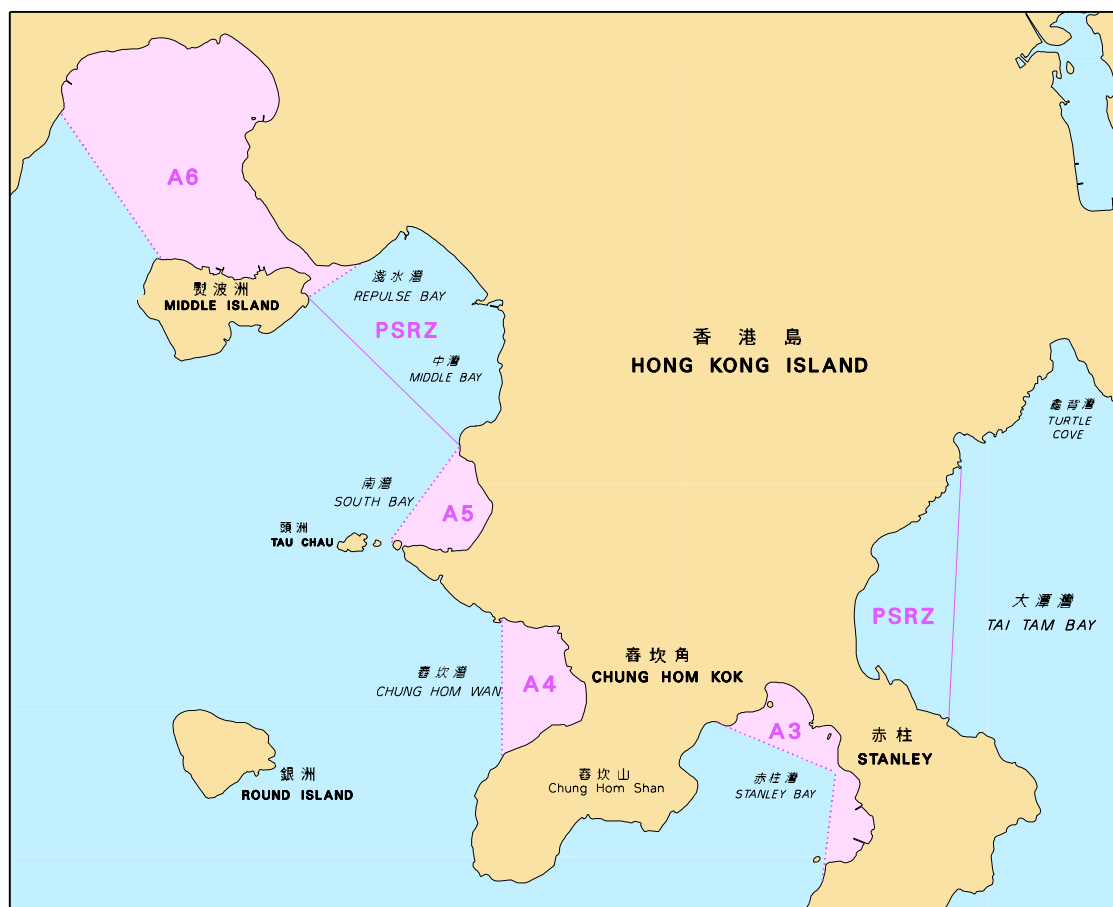 A6
淺水灣
REPULSE BAY
熨波洲
MIDDLE ISLAND
PSRZ
香港島
HONG KONG ISLAND
中灣
MIDDLE BAY
龜背灣
TURTLE
COVE
南灣
SOUTH BAY
A5
頭洲
TAU CHAU
大潭灣
TAI TAM BAY
PSRZ
舂坎角
CHUNG HOM KOK
舂坎灣
CHUNG HOM WAN
A4
A3
赤柱
STANLEY
銀洲
ROUND ISLAND
舂坎山
Chung Hom Shan
赤柱灣
STANLEY BAY